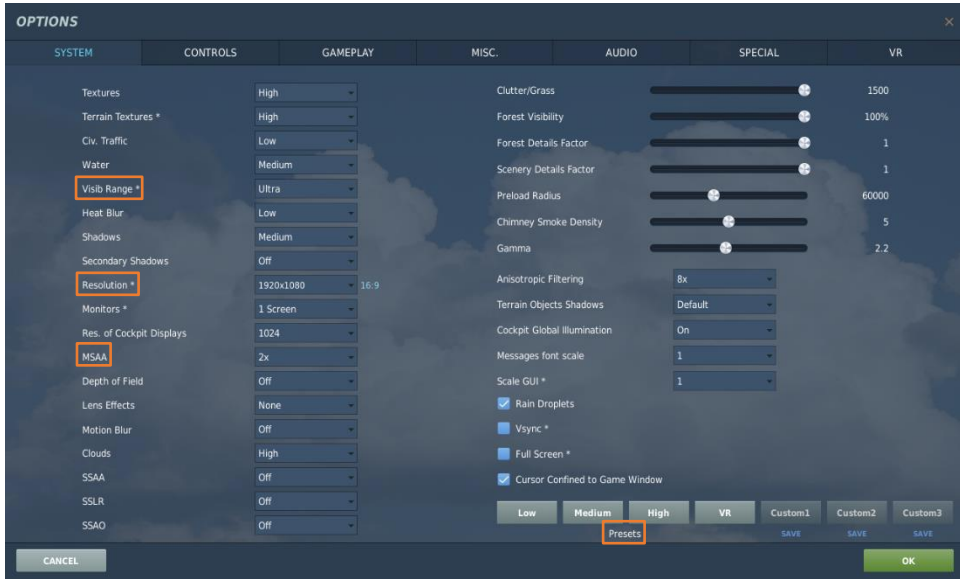 OPTIONS
SYSTEM CONTROLS GAMEPLAY MISC. AUDIO SPECIAL VR
Textures High
Terrain Textures * High
Civ. Traffic Low
Water Medium
Visib Range * Ultra
Heat Blur Low
Shadows Medium
Secondary Shadows Off
Resolution * 1920x1080 16:9
Monitors * 1 Screen
Res. of Cockpit Displays 1024
MSAA 2x
Depth of Field Off
Lens Effects None
Motion Blur Off
Clouds High
SSAA Off
SSLR Off
SSAO Off
Clutter/Grass 1500
Forest Visibility 100%
Forest Details Factor 1
Scenery Details Factor 1
Preload Radius 60000
Chimney Smoke Density 5
Gamma 2.2
Anisotropic Filtering 8x
Terrain Objects Shadows Default
Cockpit Global Illumination On
Messages font scale 1
Scale GUI * 1
Rain Droplets
Vsync *
Full Screen *
Cursor Confined to Game Window
Low Medium High VR Custom1 Custom2 Custom3
Presets SAVE SAVE SAVE
CANCEL OK